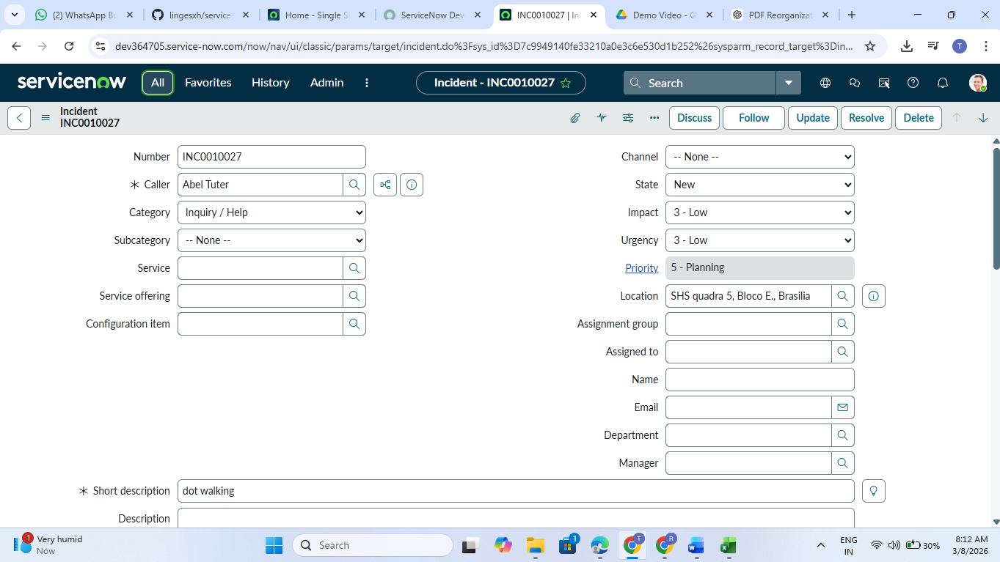 (2) WhatsApp Bu
lingesxh/service
Home - Single S
ServiceNow Dev
INC0010027 | In
Demo Video - G
PDF Reorganizat
dev364705.service-now.com/now/nav/ui/classic/params/target/incident.do%3Fsys_id%3D7c9949140fe33210a0e3c6e530d1b252%26sysparm_record_target%3Din...
T
servicenow
All
Favorites
History
Admin
Incident - INC0010027
Search
Incident
INC0010027
Discuss
Follow
Update
Resolve
Delete
Number INC0010027
Channel -- None --
Caller Abel Tuter
State New
Category Inquiry / Help
Impact 3 - Low
Subcategory -- None --
Urgency 3 - Low
Service
Priority 5 - Planning
Service offering
Location SHS quadra 5, Bloco E., Brasilia
Configuration item
Assignment group
Assigned to
Name
Email
Department
Manager
Short description dot walking
Description
1
Very humid
Now
Search
1
T
R
ENG
IN
30%
8:12 AM
3/8/2026